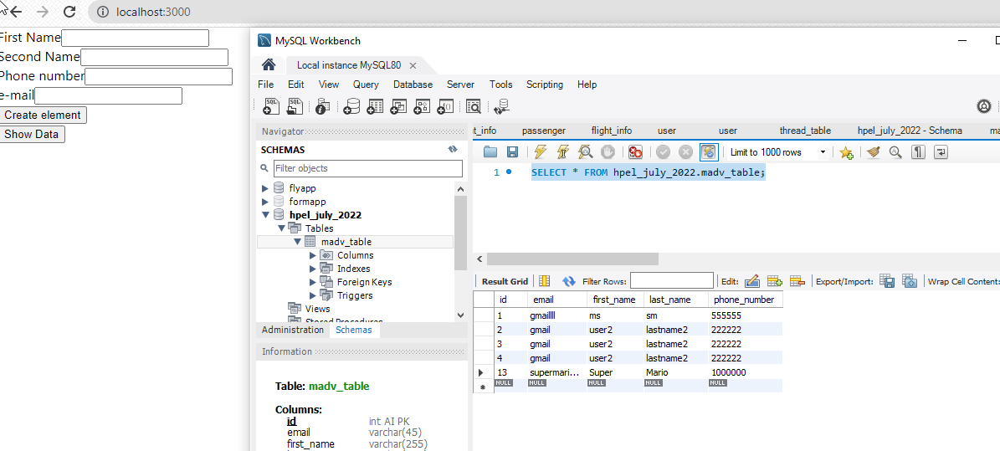 localhost:3000
First Name
Second Name
Phone number
e-mail
Create element
Show Data
MySQL Workbench
Local instance MySQL80
File Edit View Query Database Server Tools Scripting Help
Navigator
SCHEMAS
Filter objects
flyapp
formapp
hpel_july_2022
Tables
madv_table
Columns
Indexes
Foreign Keys
Triggers
Views
Stored Procedures
Administration Schemas
Information
Table: madv_table
Columns:
id int AI PK
email varchar(45)
first_name varchar(255)
t_info passenger flight_info user user thread_table hpel_july_2022 - Schema ma
Limit to 1000 rows
1 SELECT * FROM hpel_july_2022.madv_table;
Result Grid Filter Rows: Edit: Export/Import: Wrap Cell Content:
id email first_name last_name phone_number
1 gmaillll ms sm 555555
2 gmail user2 lastname2 222222
3 gmail user2 lastname2 222222
4 gmail user2 lastname2 222222
13 supermari... Super Mario 1000000
NULL NULL NULL NULL NULL